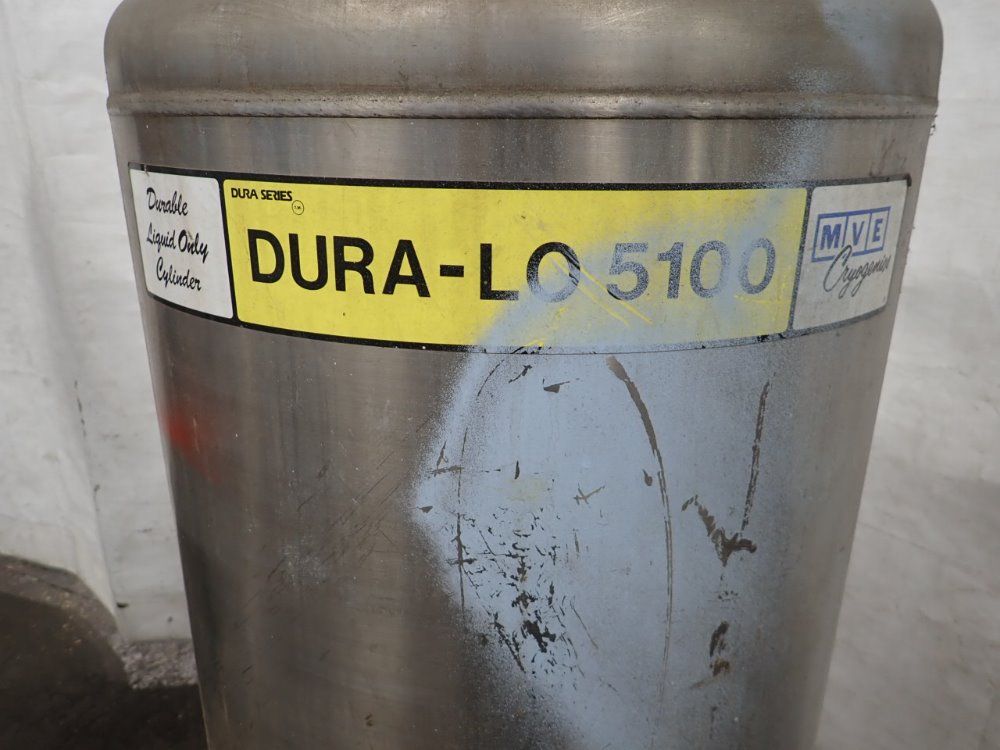 Durable
Liquid Only
Cylinder
DURA SERIES
DURA-LO 5100
MVE
Cryogenics